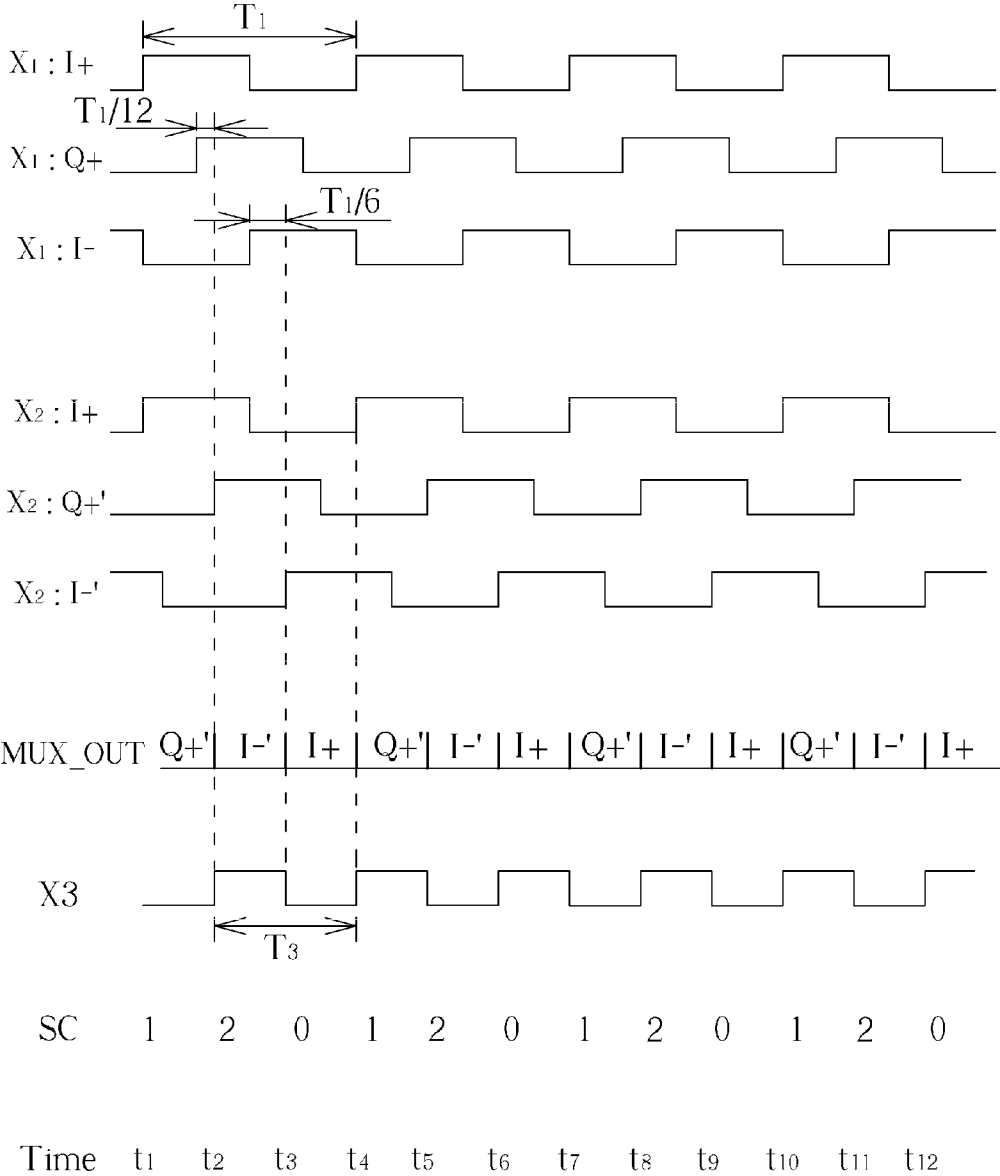 T1
X1 : I+
T1/12
X1 : Q+
T1/6
X1 : I-
X2 : I+
X2 : Q+'
X2 : I-'
MUX_OUT Q+' I-' I+ Q+' I-' I+ Q+' I-' I+ Q+' I-' I+
X3
T3
SC 1 2 0 1 2 0 1 2 0 1 2 0
Time t1 t2 t3 t4 t5 t6 t7 t8 t9 t10 t11 t12